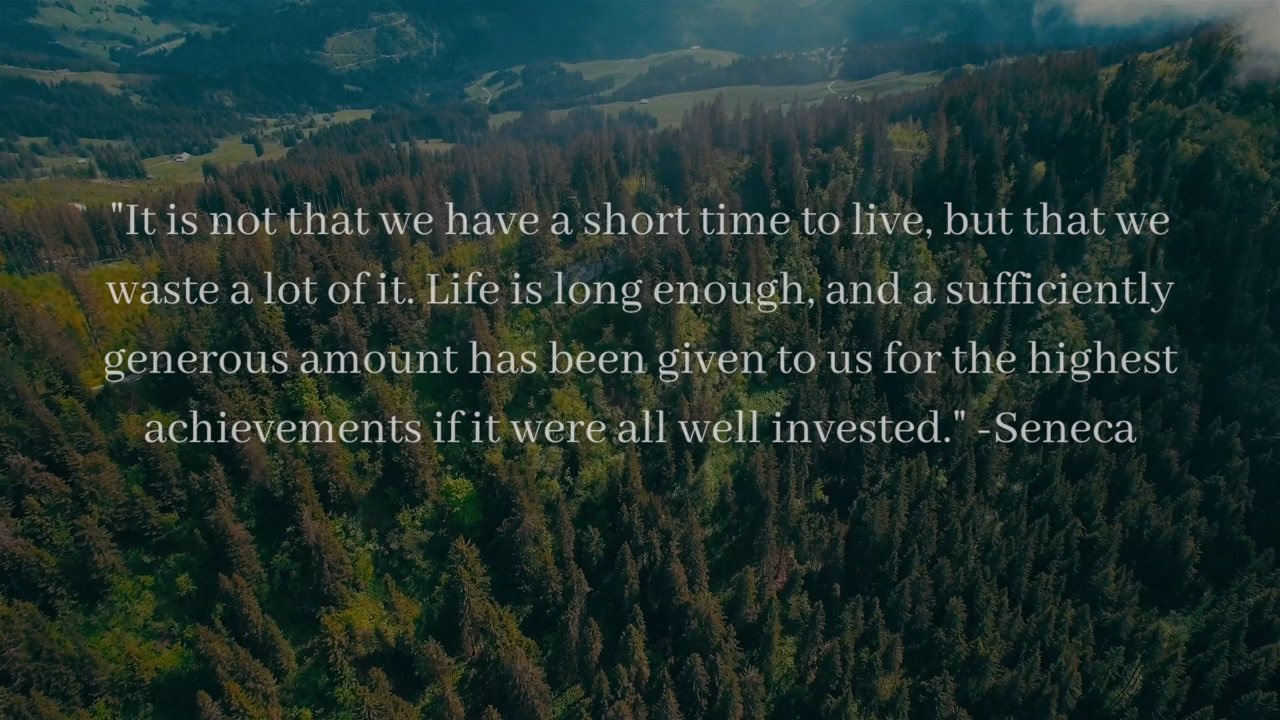 "It is not that we have a short time to live, but that we
waste a lot of it. Life is long enough, and a sufficiently
generous amount has been given to us for the highest
achievements if it were all well invested." -Seneca